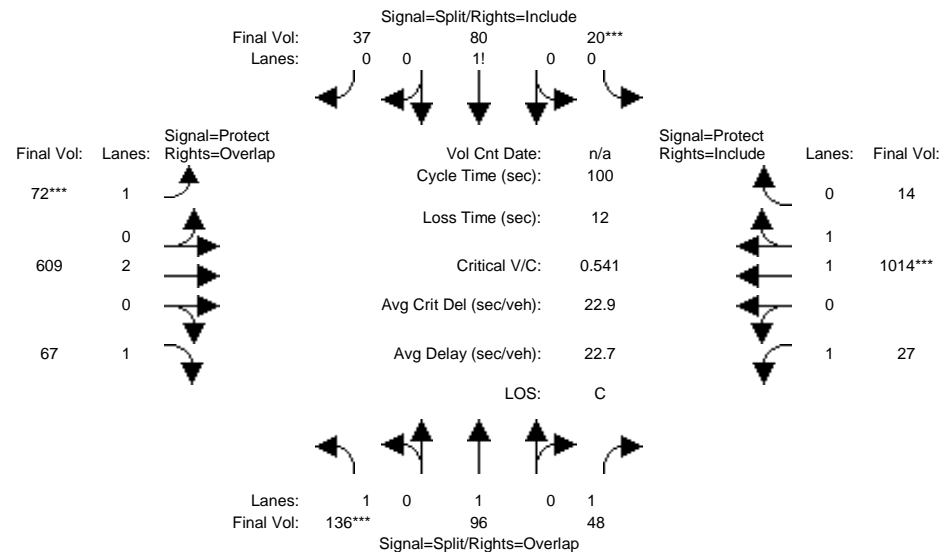 Signal=Split/Rights=Include
Final Vol: 37 80 20***
Lanes: 0 0 1! 0 0
Signal=Protect Signal=Protect
Final Vol: Lanes: Rights=Overlap Vol Cnt Date: n/a Rights=Include Lanes: Final Vol:
Cycle Time (sec): 100
72*** 1 0 14
Loss Time (sec): 12
0 1
609 2 Critical V/C: 0.541 1 1014***
0 Avg Crit Del (sec/veh): 22.9 0
67 1 Avg Delay (sec/veh): 22.7 1 27
LOS: C
Lanes: 1 0 1 0 1
Final Vol: 136*** 96 48
Signal=Split/Rights=Overlap